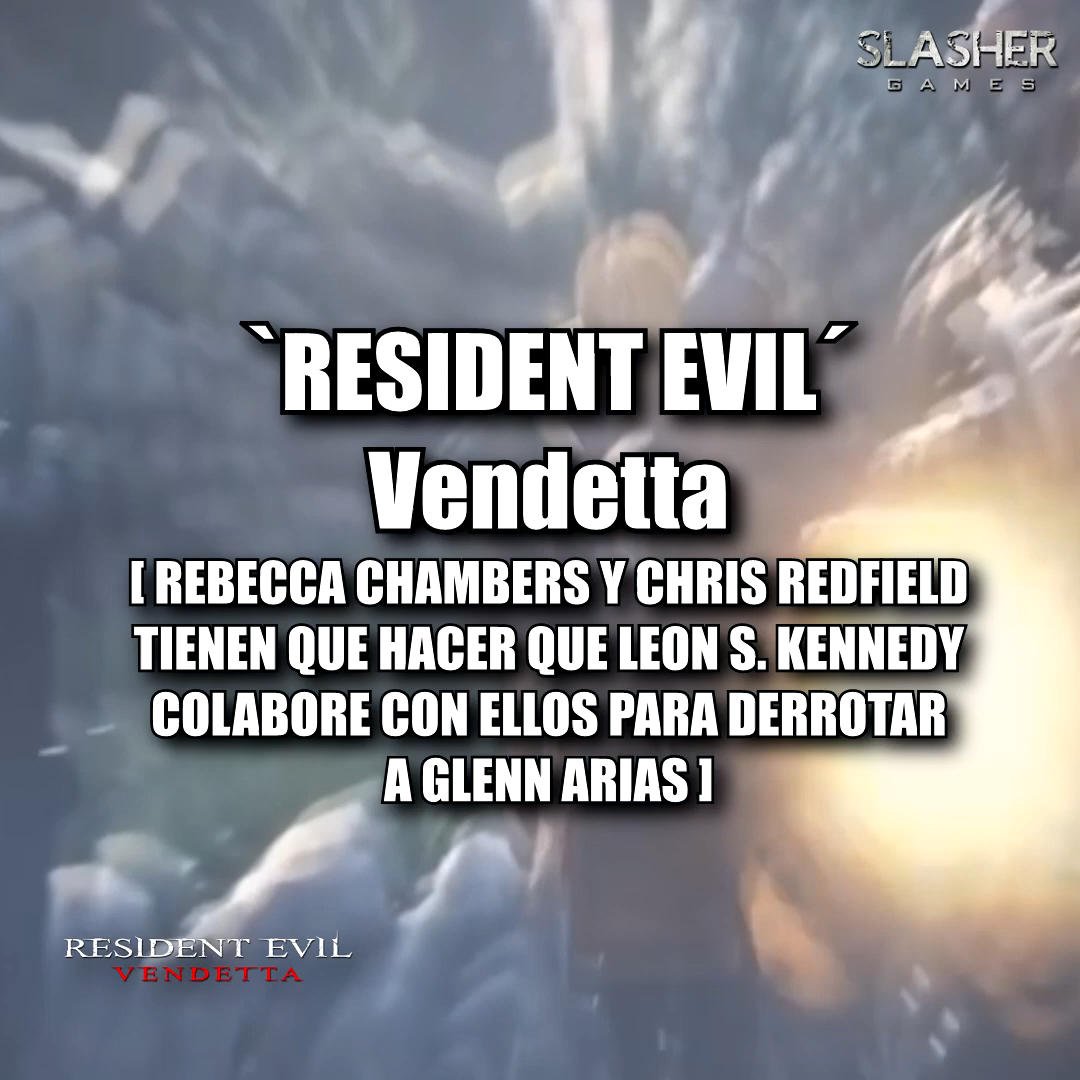 SLASHER
GAMES
`RESIDENT EVIL´
Vendetta
[ REBECCA CHAMBERS Y CHRIS REDFIELD
TIENEN QUE HACER QUE LEON S. KENNEDY
COLABORE CON ELLOS PARA DERROTAR
A GLENN ARIAS ]
RESIDENT EVIL
VENDETTA